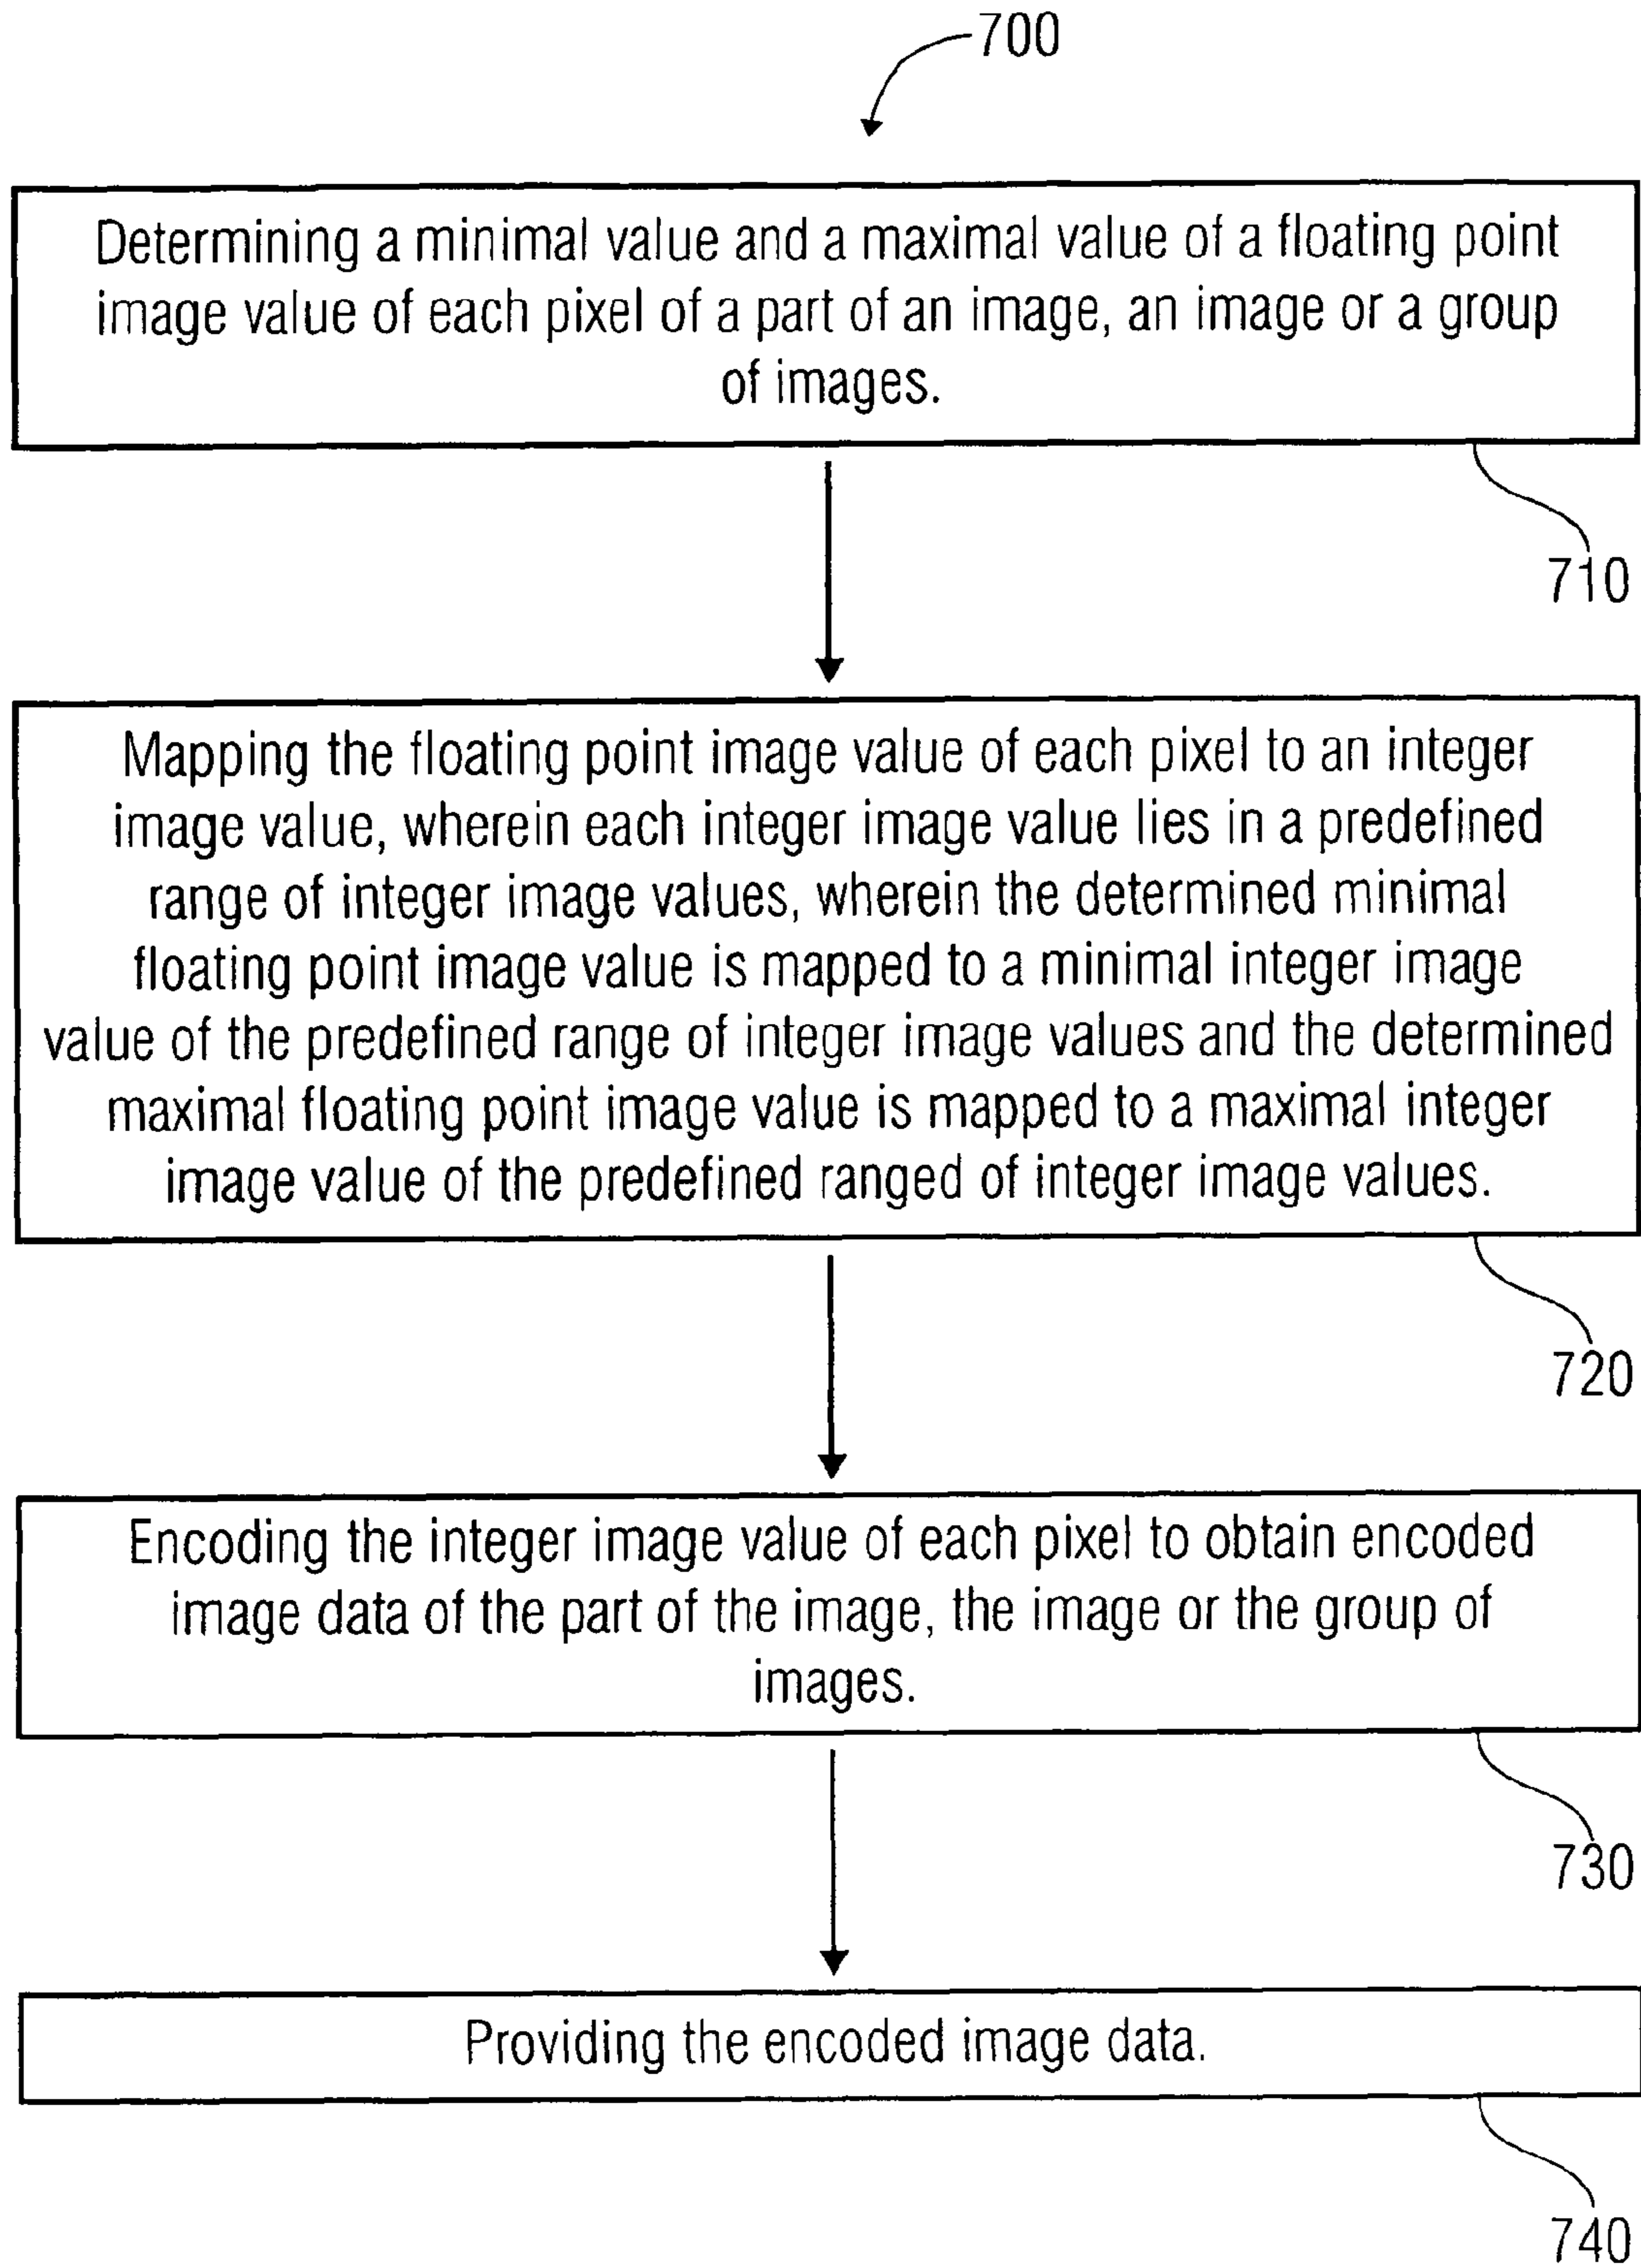 700
Determining a minimal value and a maximal value of a floating point
image value of each pixel of a part of an image, an image or a group
of images.
710
Mapping the floating point image value of each pixel to an integer
image value, wherein each integer image value lies in a predefined
range of integer image values, wherein the determined minimal
floating point image value is mapped to a minimal integer image
value of the predefined range of integer image values and the determined
maximal floating point image value is mapped to a maximal integer
image value of the predefined ranged of integer image values.
720
Encoding the integer image value of each pixel to obtain encoded
image data of the part of the image, the image or the group of
images.
730
Providing the encoded image data.
740